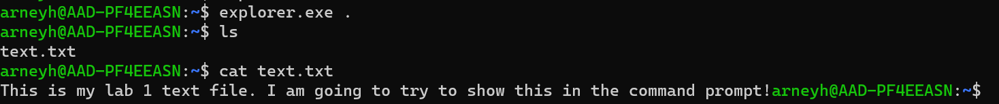 arneyh@AAD-PF4EEASN:~$ explorer.exe .
arneyh@AAD-PF4EEASN:~$ ls
text.txt
arneyh@AAD-PF4EEASN:~$ cat text.txt
This is my lab 1 text file. I am going to try to show this in the command prompt!arneyh@AAD-PF4EEASN:~$